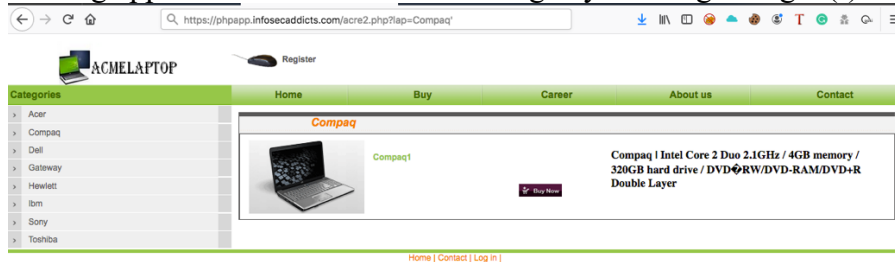 https://phpapp.infosecaddicts.com/acre2.php?lap=Compaq'
ACMELAPTOP
Register
Categories
Home Buy Career About us Contact
Acer
Compaq
Dell
Gateway
Hewlett
Ibm
Sony
Toshiba
Compaq
Compaq1
Buy Now
Compaq | Intel Core 2 Duo 2.1GHz / 4GB memory /
320GB hard drive / DVD�RW/DVD-RAM/DVD+R
Double Layer
Home | Contact | Log in |